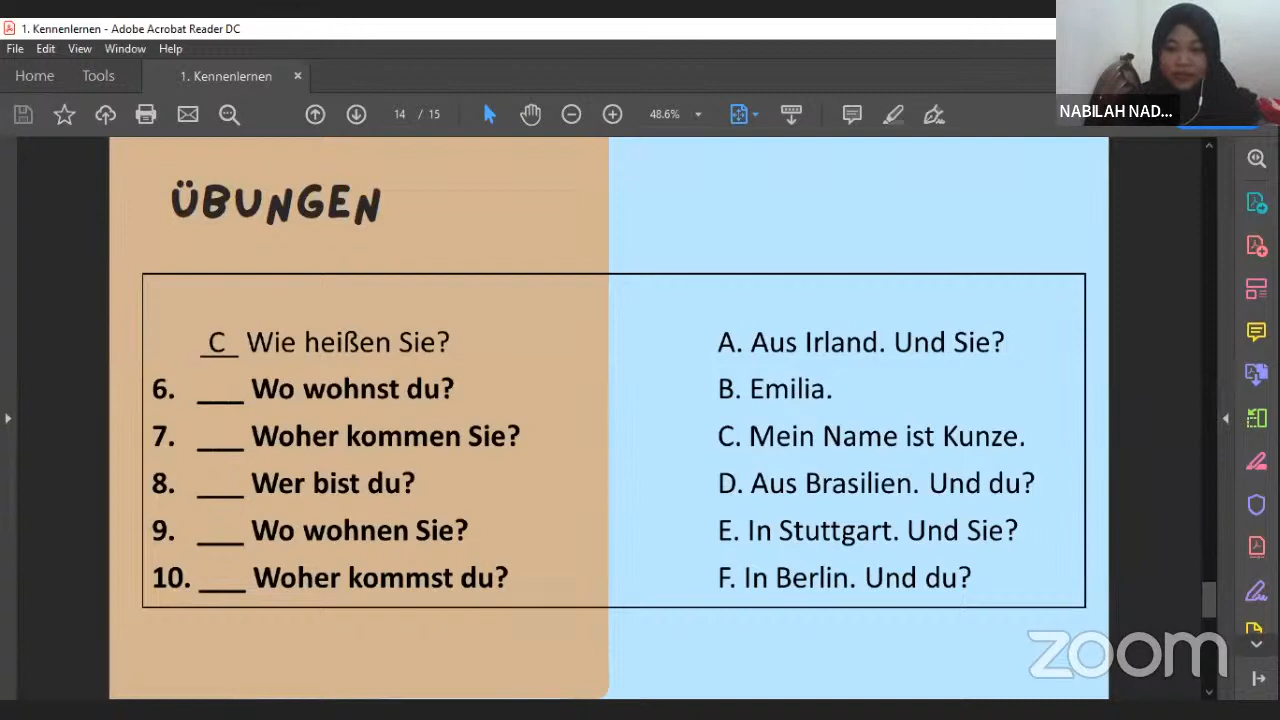 1. Kennenlernen - Adobe Acrobat Reader DC
File Edit View Window Help
Home Tools 1. Kennenlernen ×
14 / 15 48.6%
NABILAH NAD...
ÜBUNGEN
C Wie heißen Sie?
6. ___ Wo wohnst du?
7. ___ Woher kommen Sie?
8. ___ Wer bist du?
9. ___ Wo wohnen Sie?
10. ___ Woher kommst du?
A. Aus Irland. Und Sie?
B. Emilia.
C. Mein Name ist Kunze.
D. Aus Brasilien. Und du?
E. In Stuttgart. Und Sie?
F. In Berlin. Und du?
zoom